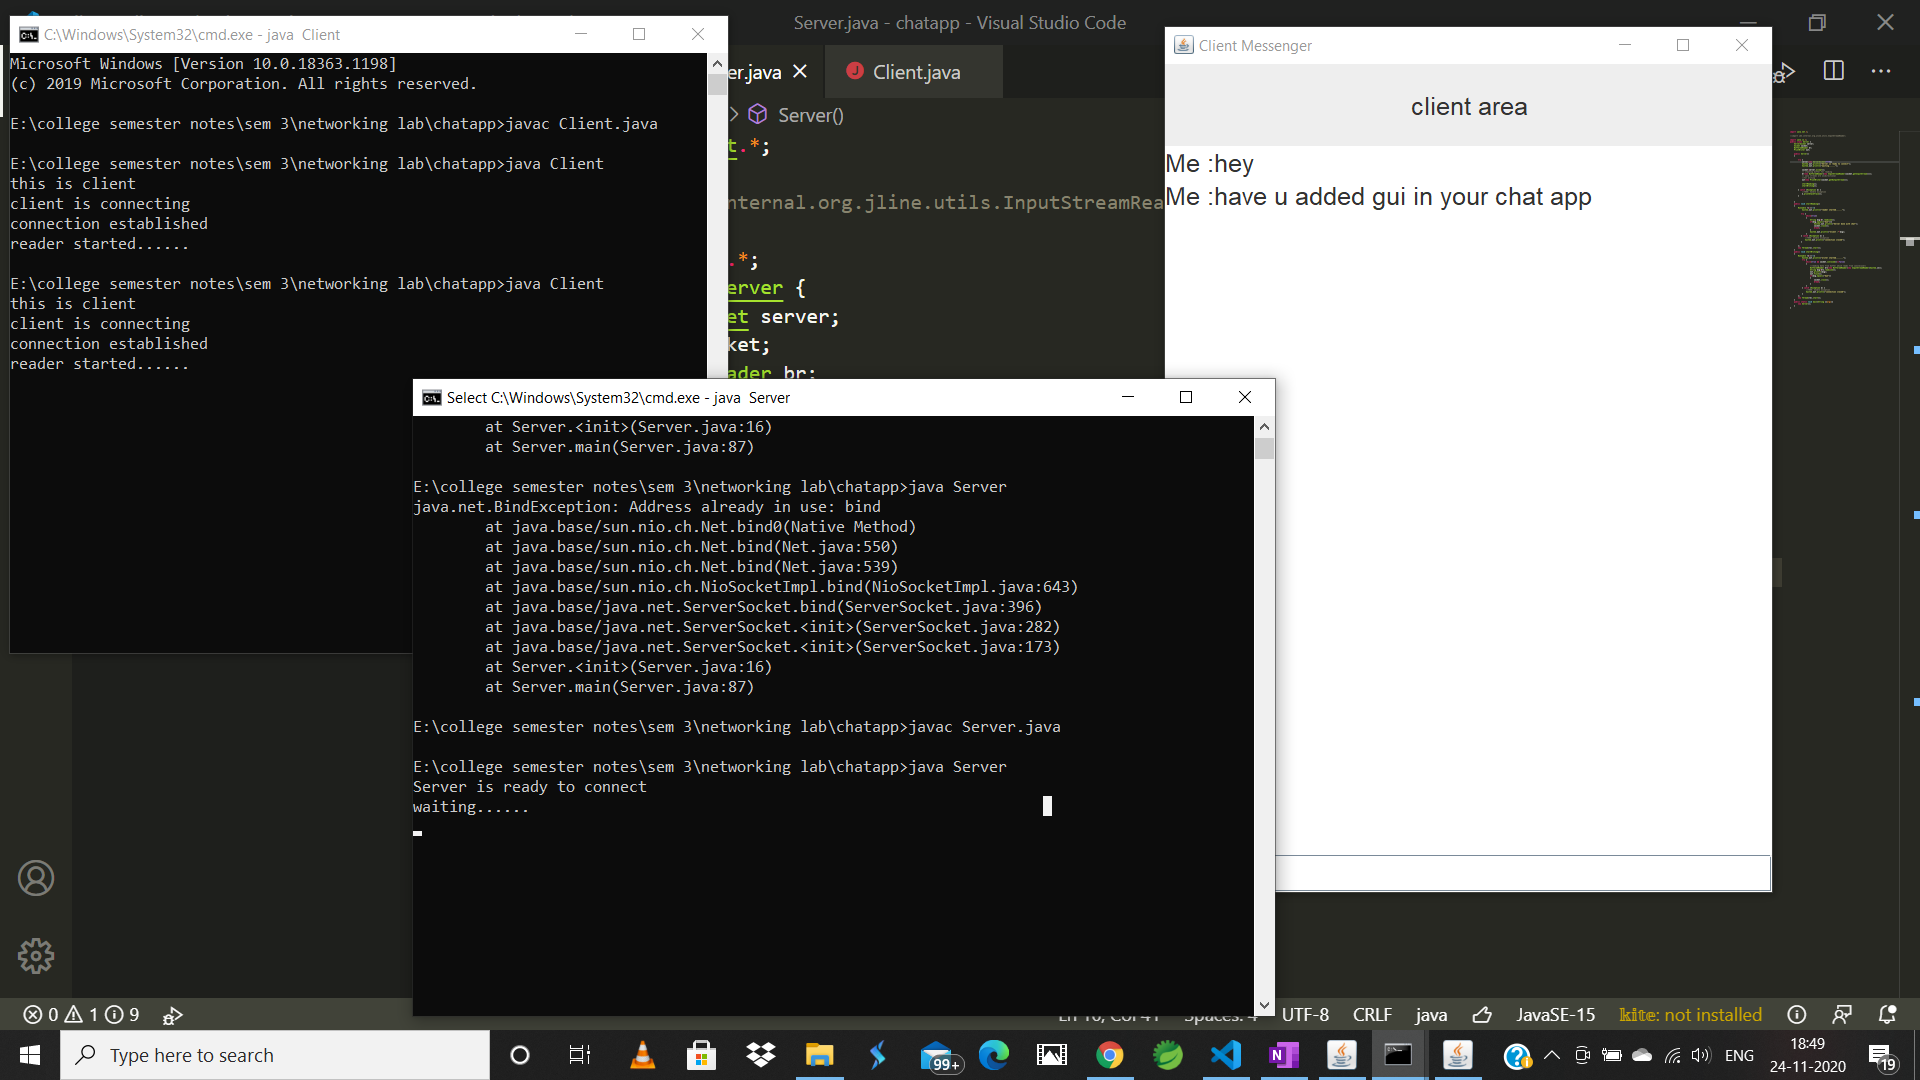 Server.java - chatapp - Visual Studio Code
C:\Windows\System32\cmd.exe - java  Client
Microsoft Windows [Version 10.0.18363.1198]
(c) 2019 Microsoft Corporation. All rights reserved.
E:\college semester notes\sem 3\networking lab\chatapp>javac Client.java
E:\college semester notes\sem 3\networking lab\chatapp>java Client
this is client
client is connecting
connection established
reader started......
E:\college semester notes\sem 3\networking lab\chatapp>java Client
this is client
client is connecting
connection established
reader started......
er.java
Client.java
Server()
t.*;
nternal.org.jline.utils.InputStreamRea
.*;
erver {
et server;
ket;
ader br;
Client Messenger
client area
Me :hey
Me :have u added gui in your chat app
Select C:\Windows\System32\cmd.exe - java  Server
at Server.<init>(Server.java:16)
at Server.main(Server.java:87)
E:\college semester notes\sem 3\networking lab\chatapp>java Server
java.net.BindException: Address already in use: bind
at java.base/sun.nio.ch.Net.bind0(Native Method)
at java.base/sun.nio.ch.Net.bind(Net.java:550)
at java.base/sun.nio.ch.Net.bind(Net.java:539)
at java.base/sun.nio.ch.NioSocketImpl.bind(NioSocketImpl.java:643)
at java.base/java.net.ServerSocket.bind(ServerSocket.java:396)
at java.base/java.net.ServerSocket.<init>(ServerSocket.java:282)
at java.base/java.net.ServerSocket.<init>(ServerSocket.java:173)
at Server.<init>(Server.java:16)
at Server.main(Server.java:87)
E:\college semester notes\sem 3\networking lab\chatapp>javac Server.java
E:\college semester notes\sem 3\networking lab\chatapp>java Server
Server is ready to connect
waiting......
0 1 9
UTF-8 CRLF java JavaSE-15 kite: not installed
Type here to search
99+
ENG
18:49
24-11-2020
19